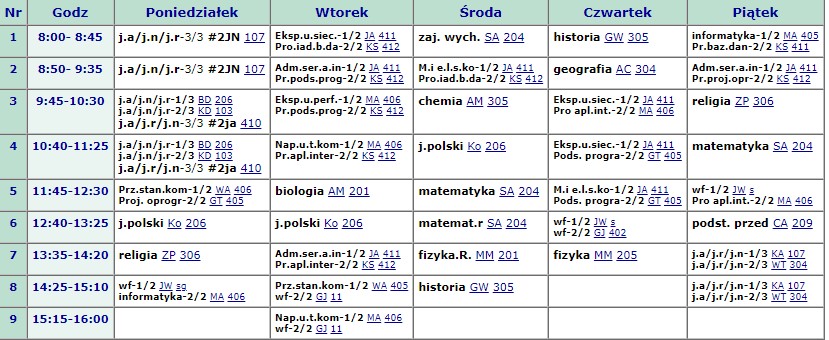 Nr Godz Poniedziałek Wtorek Środa Czwartek Piątek
1 8:00- 8:45 j.a/j.n/j.r-3/3 #2JN 107 Eksp.u.siec.-1/2 JA 411 zaj. wych. SA 204 historia GW 305 informatyka-1/2 MA 405
Pro.iad.b.da-2/2 KS 412 Pr.baz.dan-2/2 KS 411
2 8:50- 9:35 j.a/j.n/j.r-3/3 #2JN 107 Adm.ser.a.in-1/2 JA 411 M.i e.l.s.ko-1/2 JA 411 geografia AC 304 Adm.ser.a.in-1/2 JA 411
Pr.pods.prog-2/2 KS 412 Pro.iad.b.da-2/2 KS 412 Pr.proj.opr-2/2 KS 412
3 9:45-10:30 j.a/j.n/j.r-1/3 BD 206 Eksp.u.perf.-1/2 MA 406 chemia AM 305 Eksp.u.siec.-1/2 JA 411 religia ZP 306
j.a/j.r/j.n-2/3 KD 103 Pr.pods.prog-2/2 KS 412 Pro apl.int.-2/2 MA 406
j.a/j.r/j.n-3/3 #2ja 410
4 10:40-11:25 j.a/j.n/j.r-1/3 BD 206 Nap.u.t.kom-1/2 MA 406 j.polski Ko 206 Eksp.u.siec.-1/2 JA 411 matematyka SA 204
j.a/j.r/j.n-2/3 KD 103 Pr.apl.inter-2/2 KS 412 Pods. progra-2/2 GT 405
j.a/j.r/j.n-3/3 #2ja 410
5 11:45-12:30 Prz.stan.kom-1/2 WA 406 biologia AM 201 matematyka SA 204 M.i e.l.s.ko-1/2 JA 411 wf-1/2 JW s
Proj. oprogr-2/2 GT 405 Pods. progra-2/2 GT 405 Pro apl.int.-2/2 MA 406
6 12:40-13:25 j.polski Ko 206 j.polski Ko 206 matemat.r SA 204 wf-1/2 JW s podst. przed CA 209
wf-2/2 GJ 402
7 13:35-14:20 religia ZP 306 Adm.ser.a.in-1/2 JA 411 fizyka.R. MM 201 fizyka MM 205 j.a/j.r/j.n-1/3 KA 107
Pr.apl.inter-2/2 KS 412 j.a/j.r/j.n-2/3 WT 304
8 14:25-15:10 wf-1/2 JW sg Prz.stan.kom-1/2 WA 405 historia GW 305 j.a/j.r/j.n-1/3 KA 107
informatyka-2/2 MA 406 wf-2/2 GJ 11 j.a/j.r/j.n-2/3 WT 304
9 15:15-16:00 Nap.u.t.kom-1/2 MA 406
wf-2/2 GJ 11